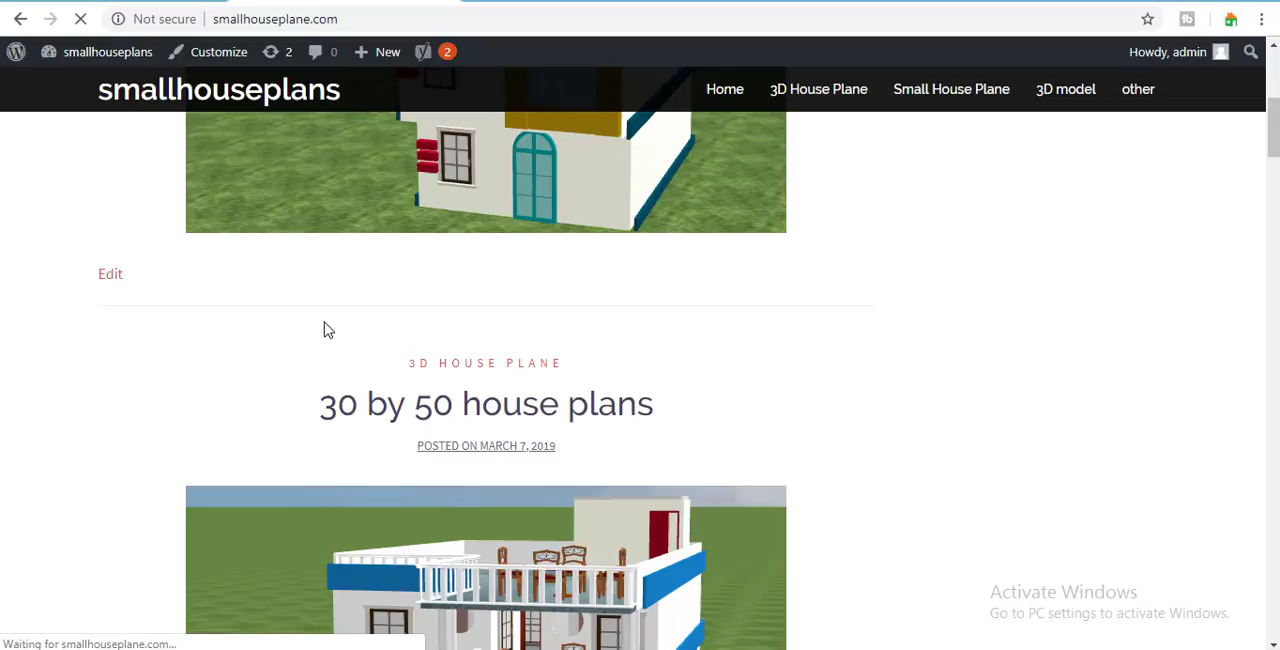 Not secure smallhouseplane.com
smallhouseplans Customize 2 0 New 2 Howdy, admin
smallhouseplans Home 3D House Plane Small House Plane 3D model other
Edit
3D HOUSE PLANE
30 by 50 house plans
POSTED ON MARCH 7, 2019
Activate Windows
Go to PC settings to activate Windows.
Waiting for smallhouseplane.com...